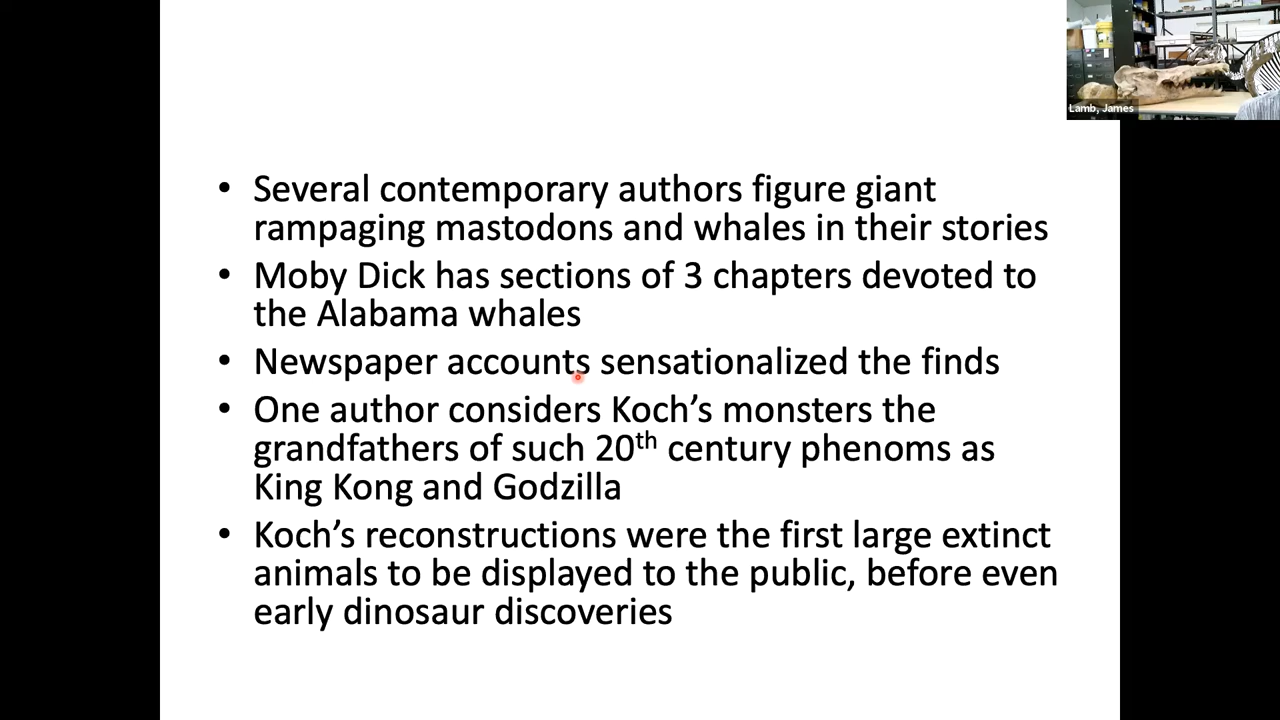 Lamb, James
• Several contemporary authors figure giant
rampaging mastodons and whales in their stories
• Moby Dick has sections of 3 chapters devoted to
the Alabama whales
• Newspaper accounts sensationalized the finds
• One author considers Koch’s monsters the
grandfathers of such 20th century phenoms as
King Kong and Godzilla
• Koch’s reconstructions were the first large extinct
animals to be displayed to the public, before even
early dinosaur discoveries